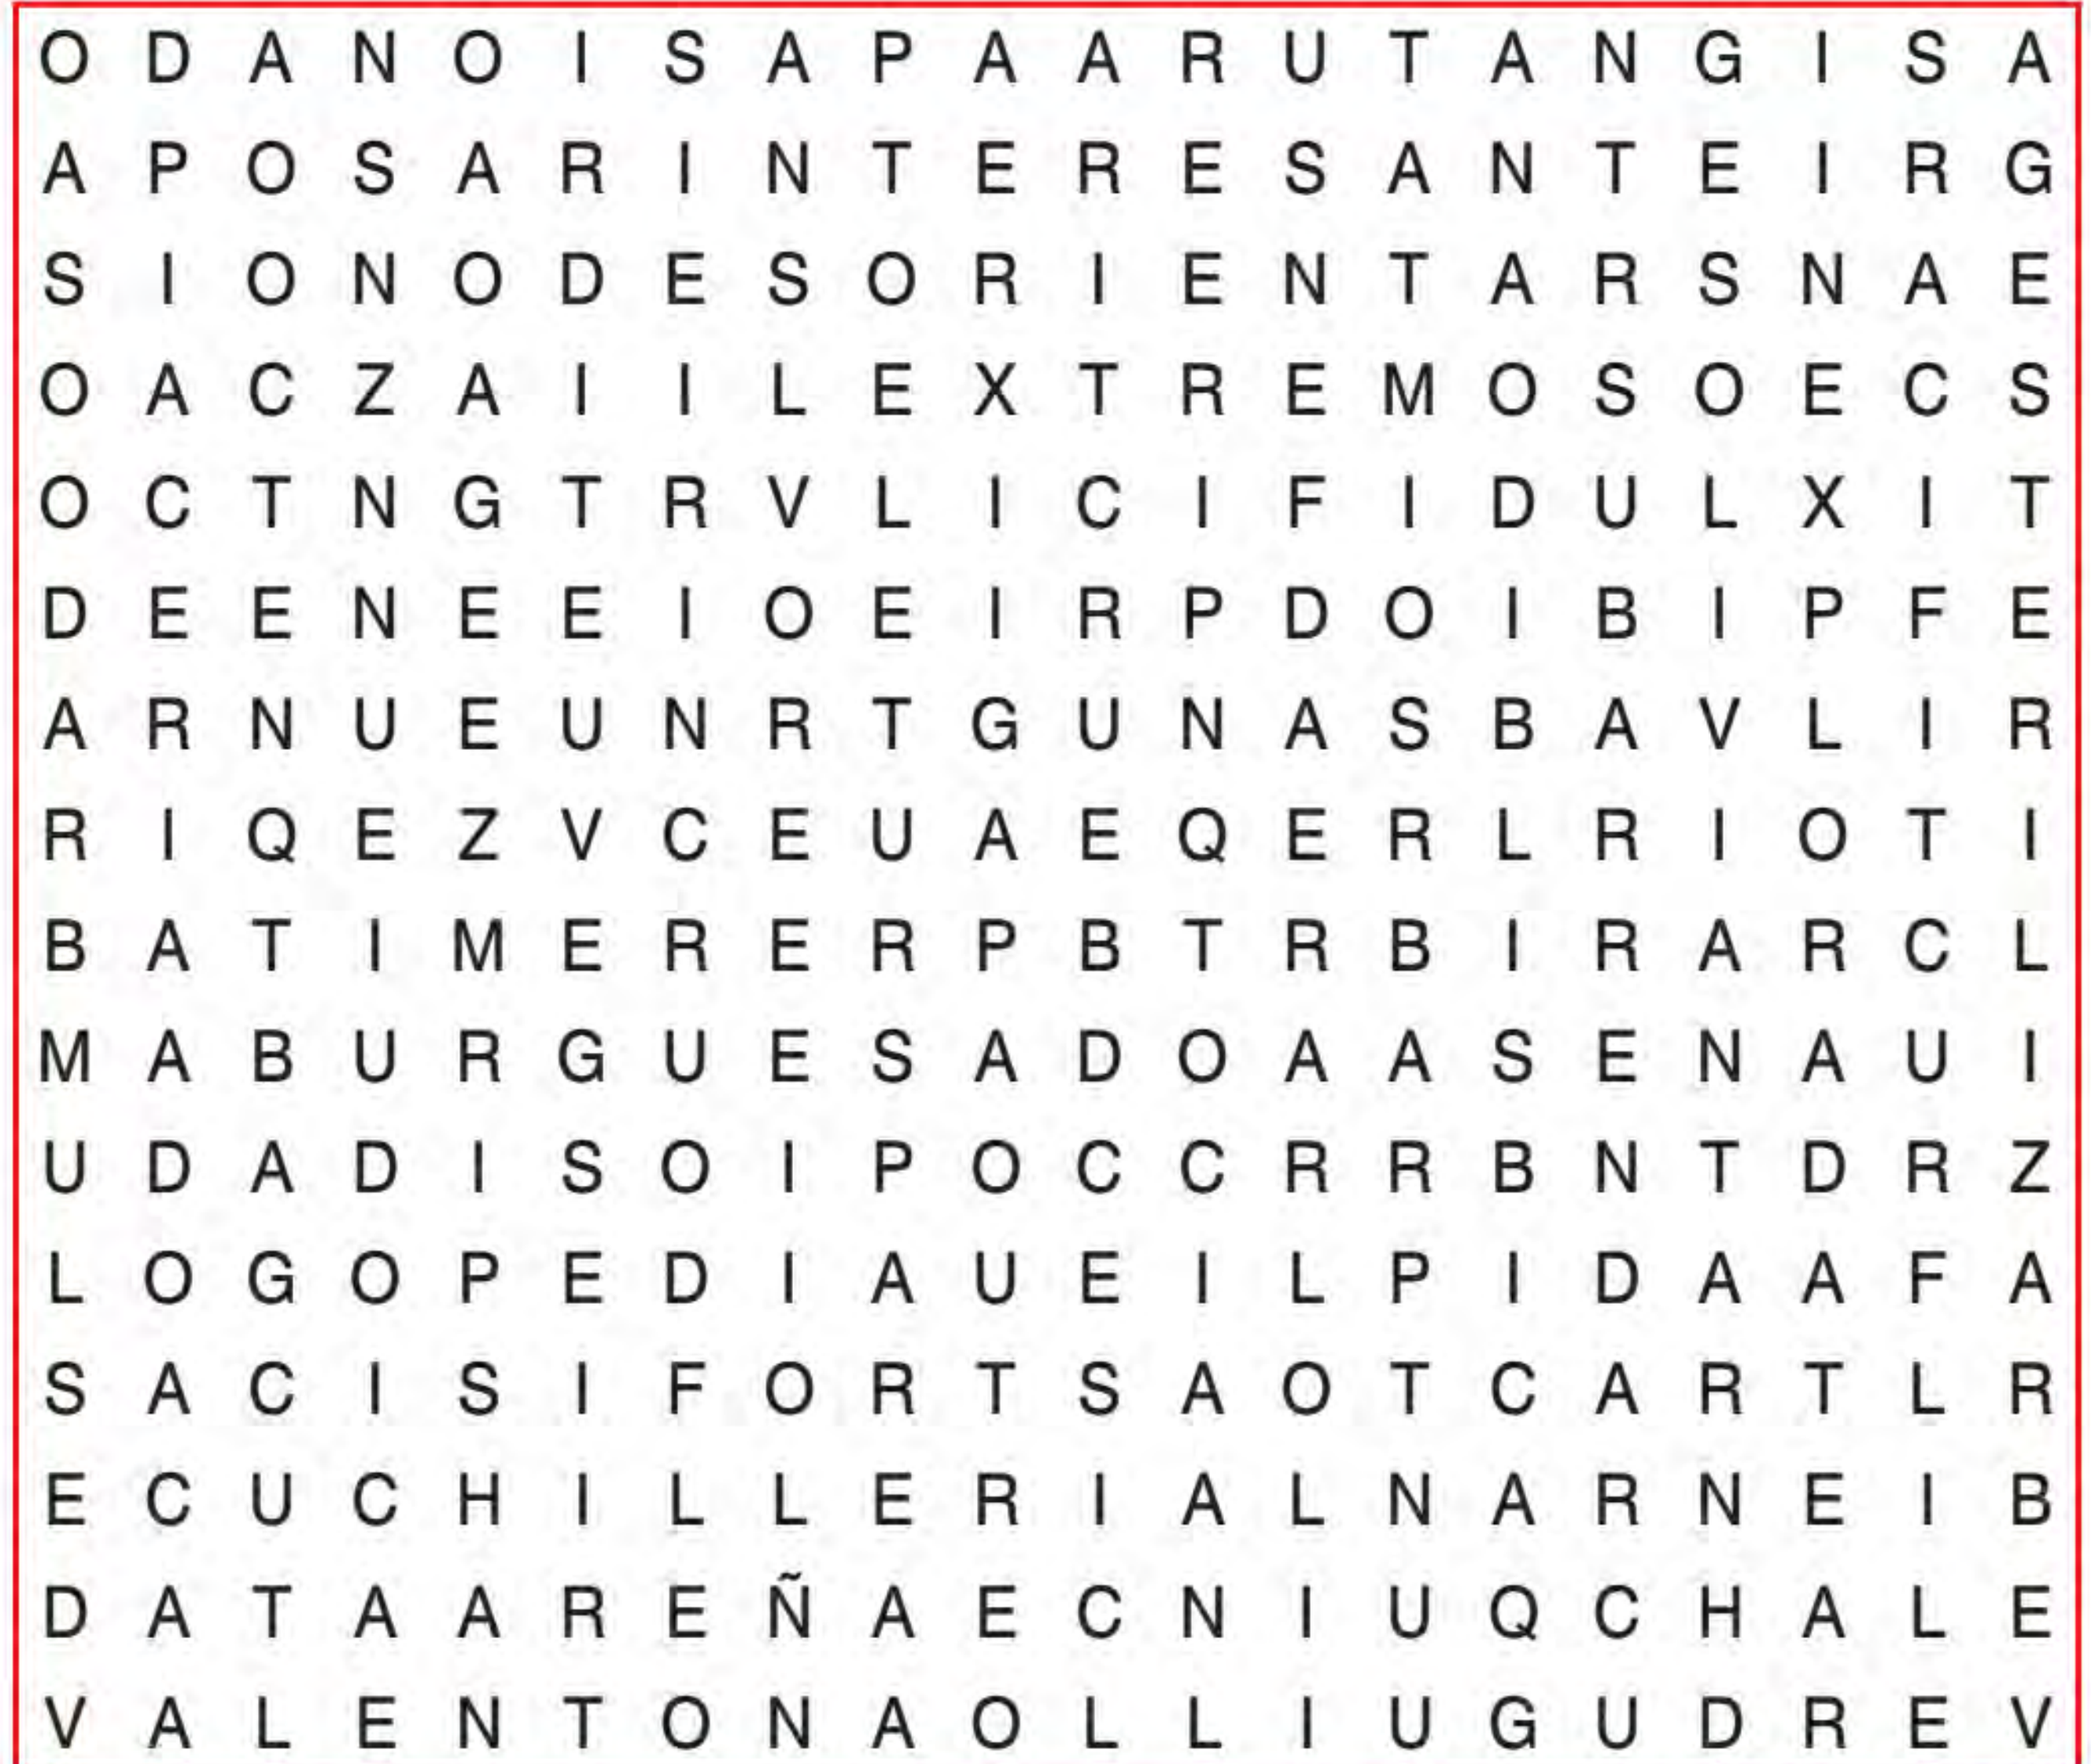 O D A N O I S A P A A R U T A N G I S A
A P O S A R I N T E R E S A N T E I R G
S I O N O D E S O R I E N T A R S N A E
O A C Z A I I L E X T R E M O S O E C S
O C T N G T R V L I C I F I D U L X I T
D E E N E E I O E I R P D O I B I P F E
A R N U E U N R T G U N A S B A V L I R
R I Q E Z V C E U A E Q E R L R I O T I
B A T I M E R E R P B T R B I R A R C L
M A B U R G U E S A D O A A S E N A U I
U D A D I S O I P O C C R R B N T D R Z
L O G O P E D I A U E I L P I D A A F A
S A C I S I F O R T S A O T C A R T L R
E C U C H I L L E R I A L N A R N E I B
D A T A A R E Ñ A E C N I U Q C H A L E
V A L E N T O N A O L L I U G U D R E V